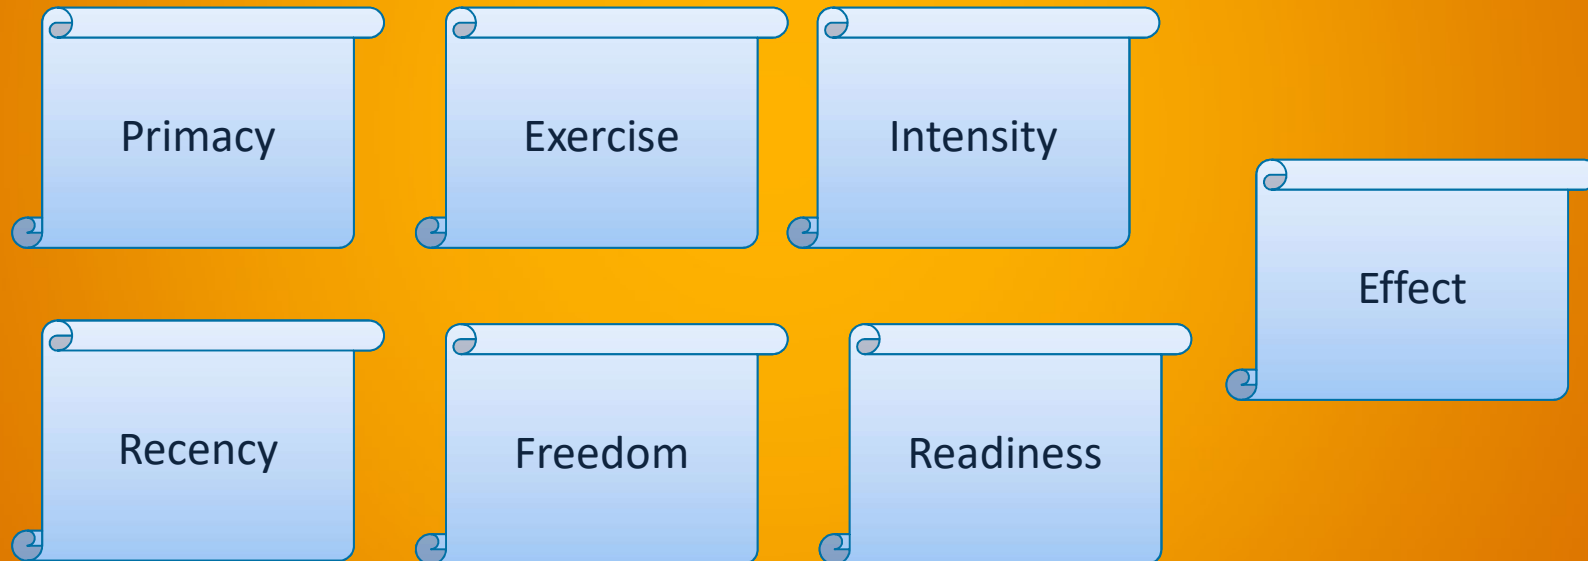 Primacy
Exercise
Intensity
Effect
Recency
Freedom
Readiness